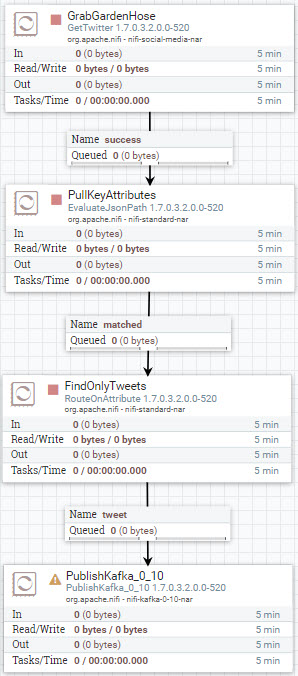 GrabGardenHose
GetTwitter 1.7.0.3.2.0.0-520
org.apache.nifi - nifi-social-media-nar
In 0 (0 bytes) 5 min
Read/Write 0 bytes / 0 bytes 5 min
Out 0 (0 bytes) 5 min
Tasks/Time 0 / 00:00:00.000 5 min
Name success
Queued 0 (0 bytes)
PullKeyAttributes
EvaluateJsonPath 1.7.0.3.2.0.0-520
org.apache.nifi - nifi-standard-nar
In 0 (0 bytes) 5 min
Read/Write 0 bytes / 0 bytes 5 min
Out 0 (0 bytes) 5 min
Tasks/Time 0 / 00:00:00.000 5 min
Name matched
Queued 0 (0 bytes)
FindOnlyTweets
RouteOnAttribute 1.7.0.3.2.0.0-520
org.apache.nifi - nifi-standard-nar
In 0 (0 bytes) 5 min
Read/Write 0 bytes / 0 bytes 5 min
Out 0 (0 bytes) 5 min
Tasks/Time 0 / 00:00:00.000 5 min
Name tweet
Queued 0 (0 bytes)
PublishKafka_0_10
PublishKafka_0_10 1.7.0.3.2.0.0-520
org.apache.nifi - nifi-kafka-0-10-nar
In 0 (0 bytes) 5 min
Read/Write 0 bytes / 0 bytes 5 min
Out 0 (0 bytes) 5 min
Tasks/Time 0 / 00:00:00.000 5 min